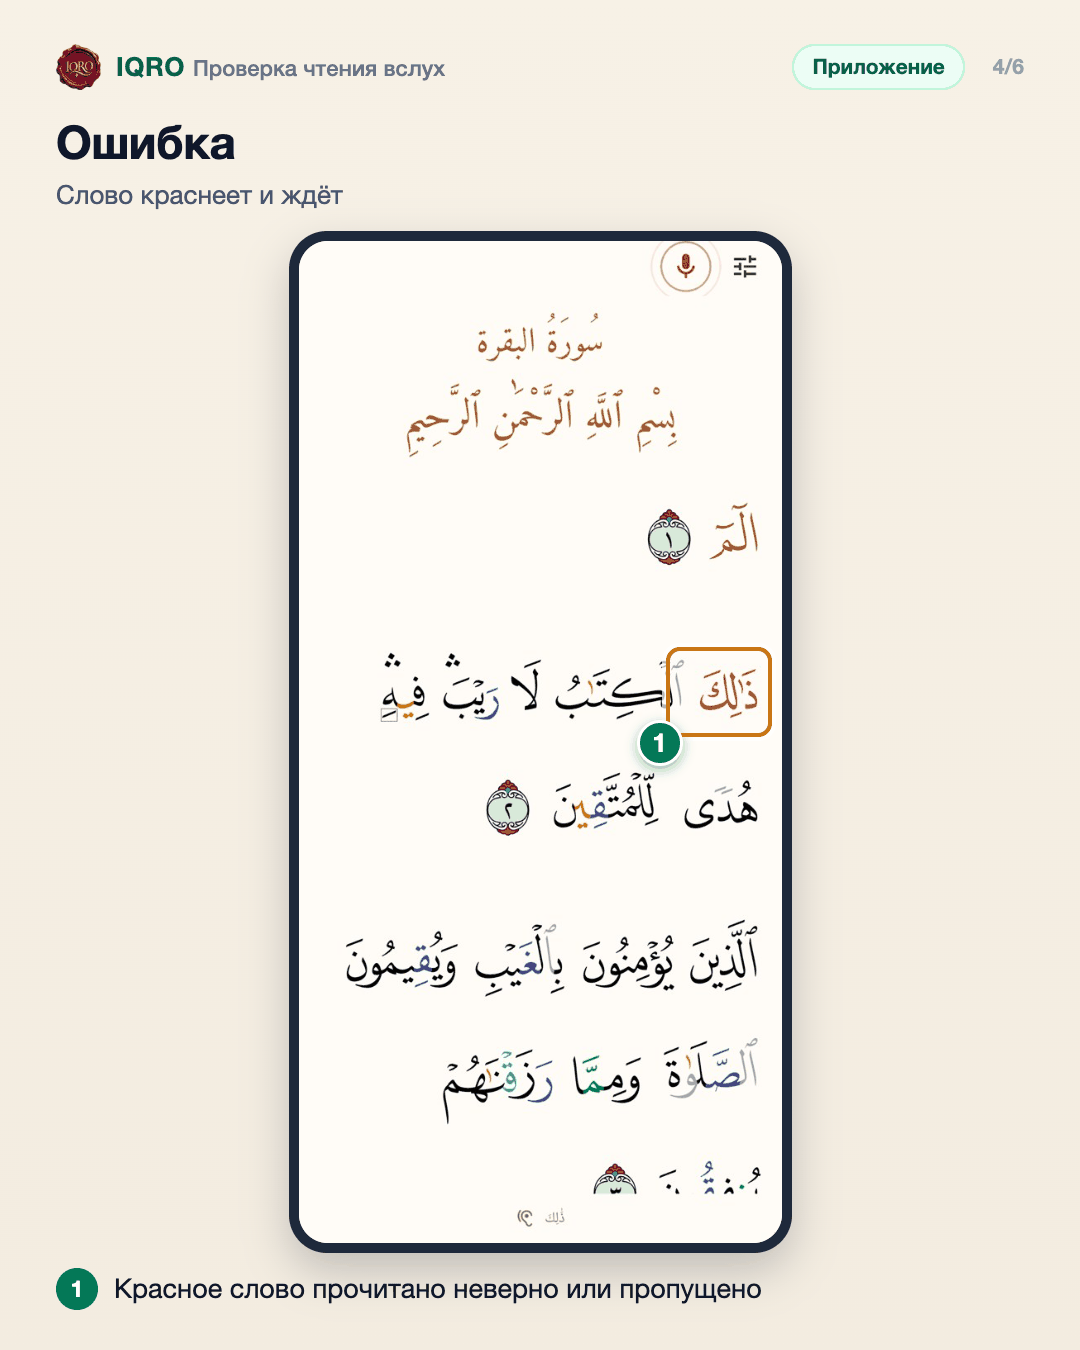 IQRO Проверка чтения вслух
Приложение 4/6
Ошибка
Слово краснеет и ждёт
سُورَةُ البقرة
بِسْمِ ٱللَّهِ ٱلرَّحْمَٰنِ ٱلرَّحِيمِ
الٓمٓ ١
ذَٰلِكَ ٱلْكِتَٰبُ لَا رَيْبَ ۛ فِيهِ ۛ
1
هُدًى لِّلْمُتَّقِينَ ٢
ٱلَّذِينَ يُؤْمِنُونَ بِٱلْغَيْبِ وَيُقِيمُونَ
ٱلصَّلَوٰةَ وَمِمَّا رَزَقْنَٰهُمْ
ذَٰلِكَ
1 Красное слово прочитано неверно или пропущено